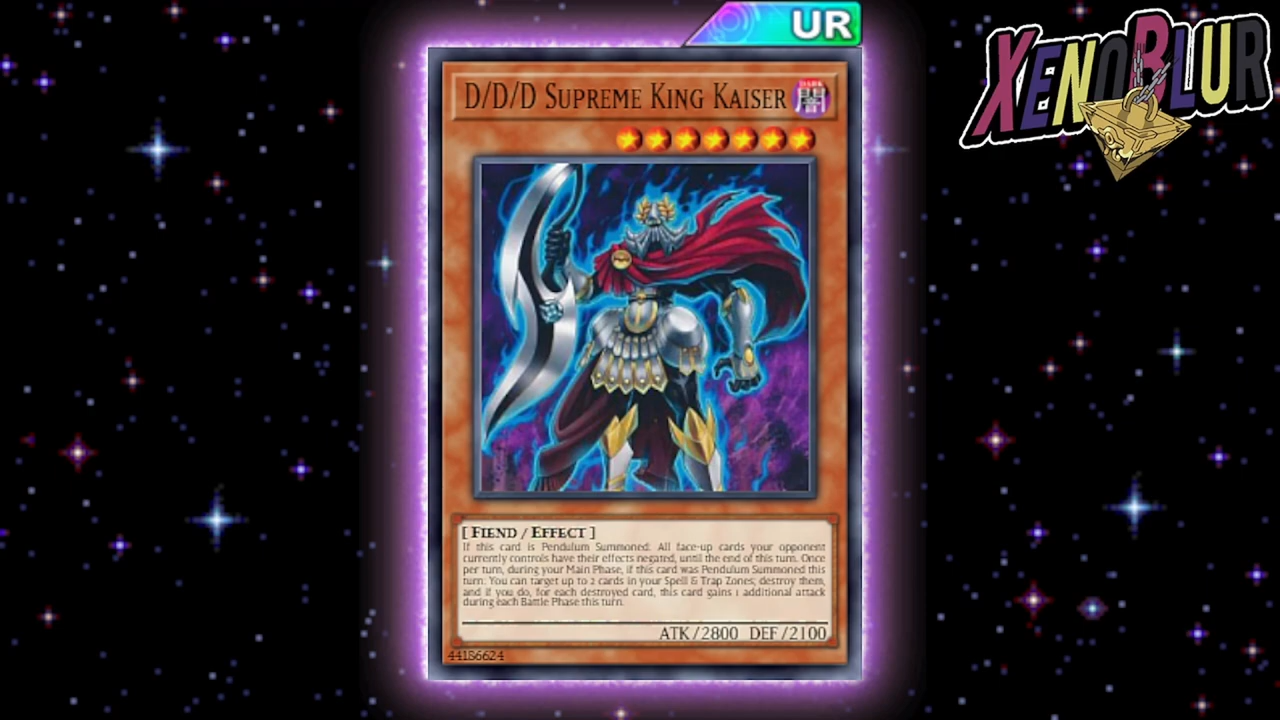 UR
XENOBLUR
D/D/D SUPREME KING KAISER
DARK
闇
[ FIEND / EFFECT ]
If this card is Pendulum Summoned: All face-up cards your opponent
currently controls have their effects negated, until the end of this turn. Once
per turn, during your Main Phase, if this card was Pendulum Summoned this
turn: You can target up to 2 cards in your Spell & Trap Zones; destroy them,
and if you do, for each destroyed card, this card gains 1 additional attack
during each Battle Phase this turn.
ATK/2800 DEF/2100
44186624